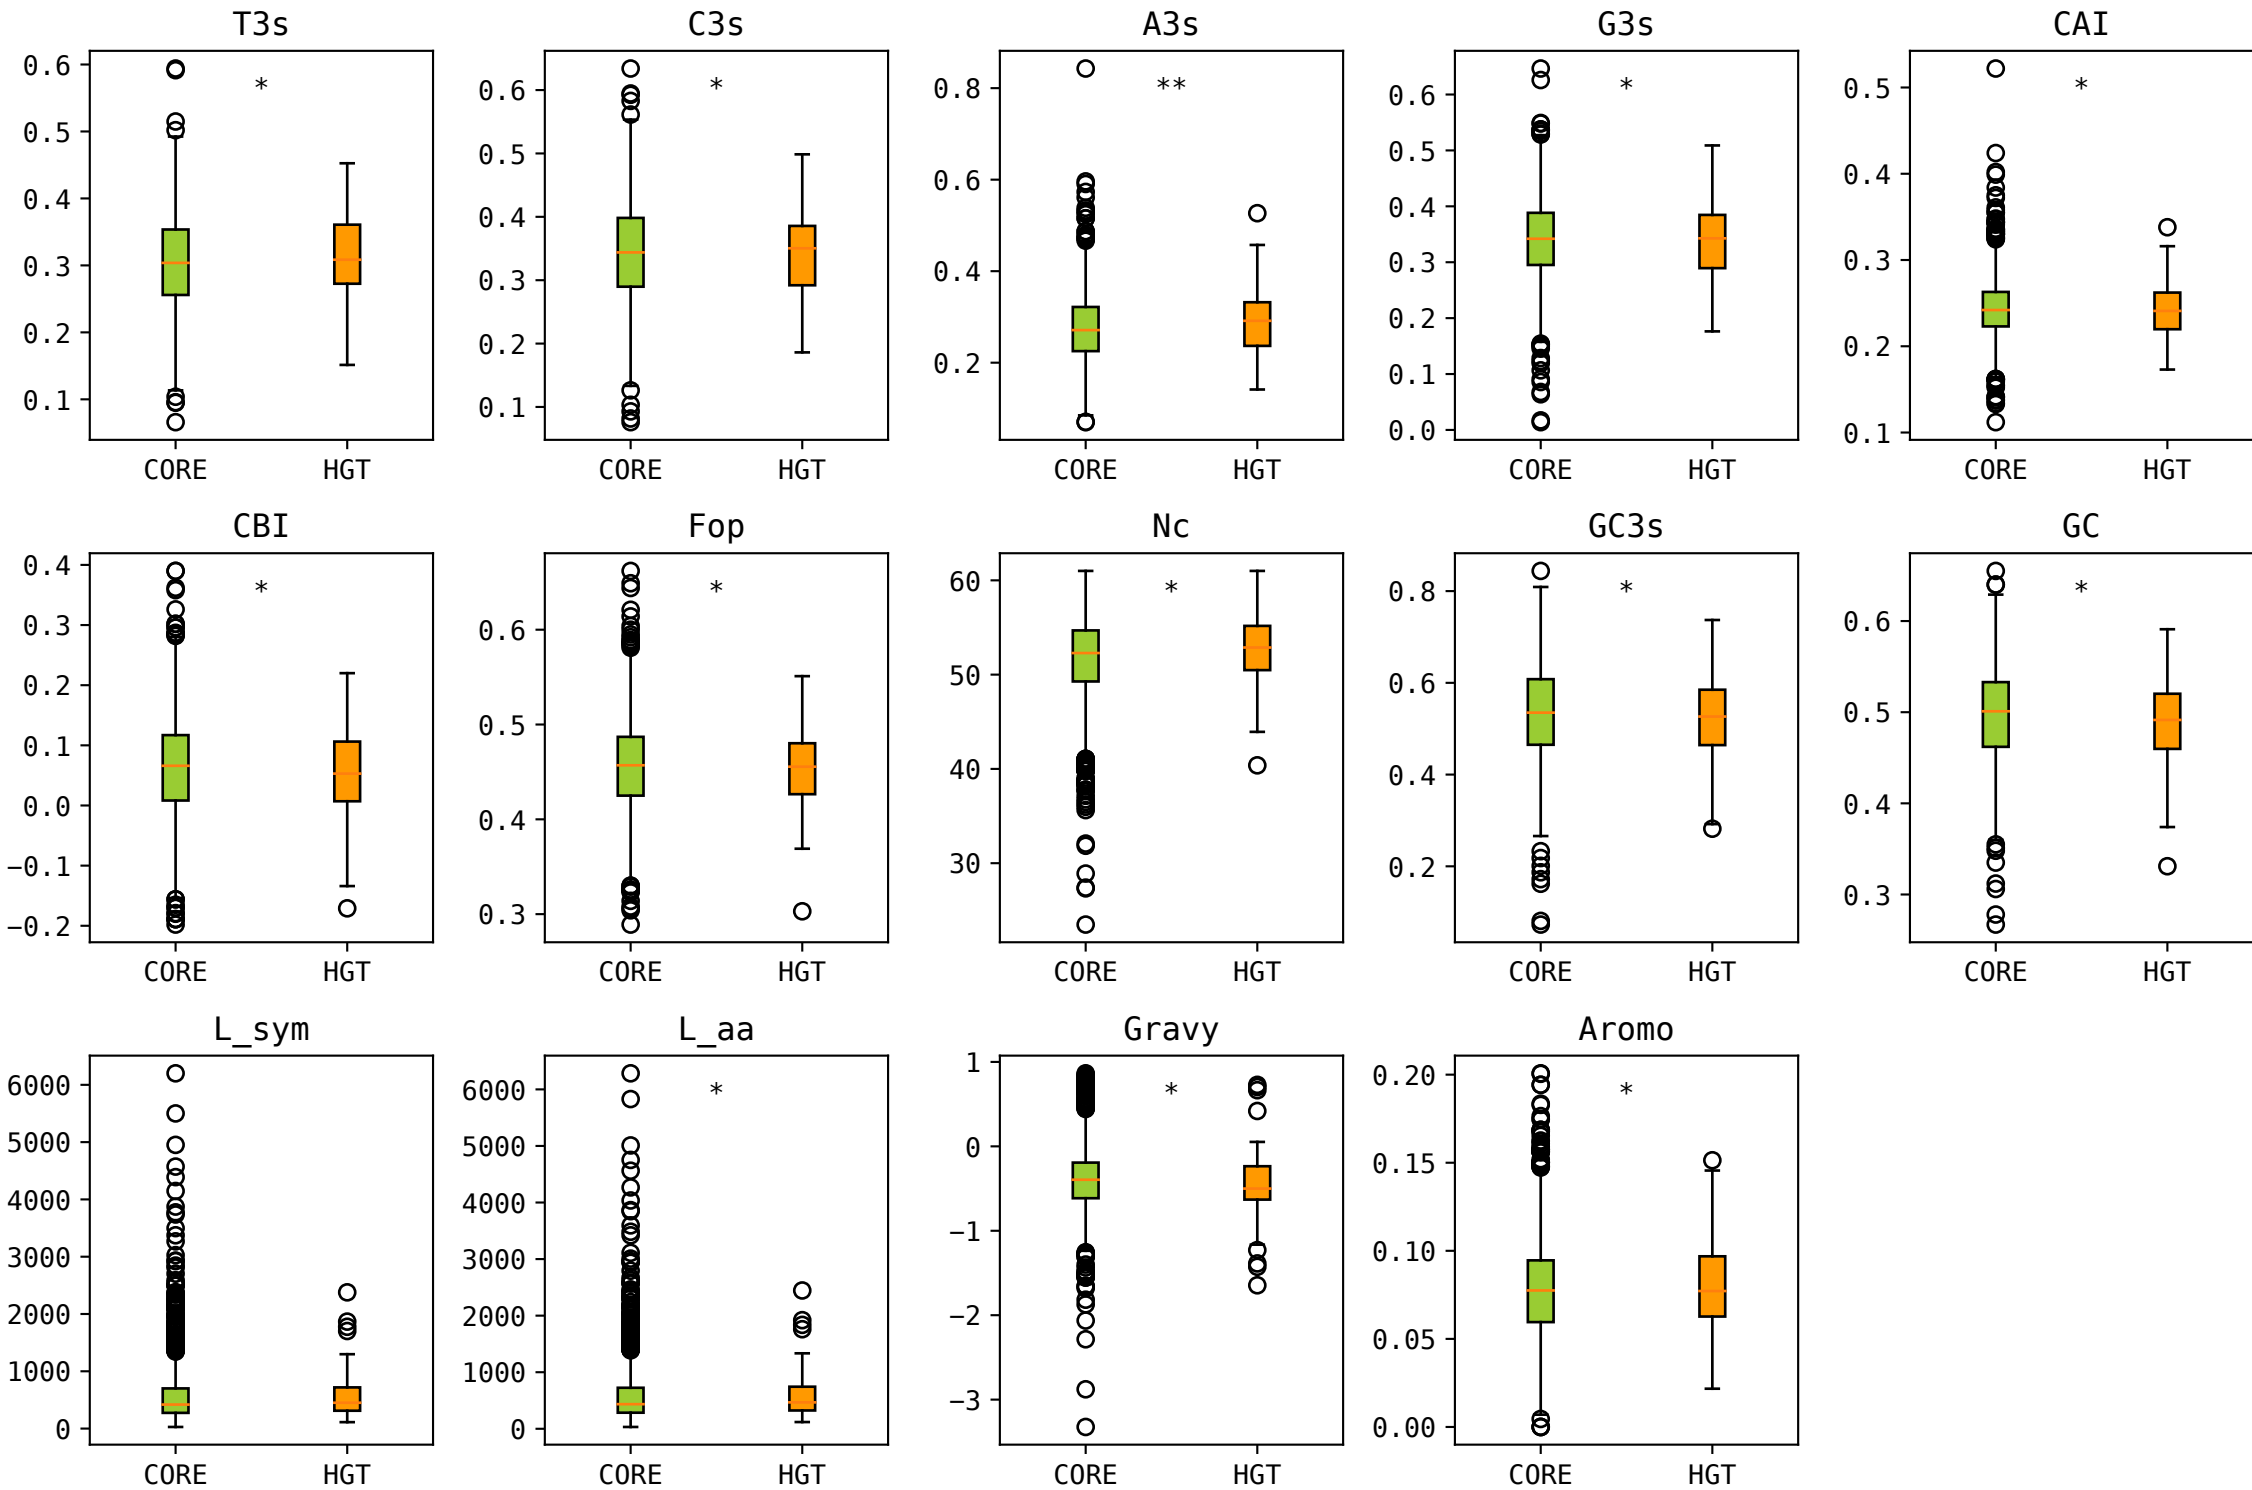 T3s C3s A3s G3s CAI
0.6 0.5 0.4 0.3 0.2 0.1
*
CORE HGT
0.6 0.5 0.4 0.3 0.2 0.1
*
CORE HGT
0.8 0.6 0.4 0.2
**
CORE HGT
0.6 0.5 0.4 0.3 0.2 0.1 0.0
*
CORE HGT
0.5 0.4 0.3 0.2 0.1
*
CORE HGT
CBI Fop Nc GC3s GC
0.4 0.3 0.2 0.1 0.0 −0.1 −0.2
*
CORE HGT
0.6 0.5 0.4 0.3
*
CORE HGT
60 50 40 30
*
CORE HGT
0.8 0.6 0.4 0.2
*
CORE HGT
0.6 0.5 0.4 0.3
*
CORE HGT
L_sym L_aa Gravy Aromo
6000 5000 4000 3000 2000 1000 0
CORE HGT
6000 5000 4000 3000 2000 1000 0
*
CORE HGT
1 0 −1 −2 −3
*
CORE HGT
0.20 0.15 0.10 0.05 0.00
*
CORE HGT